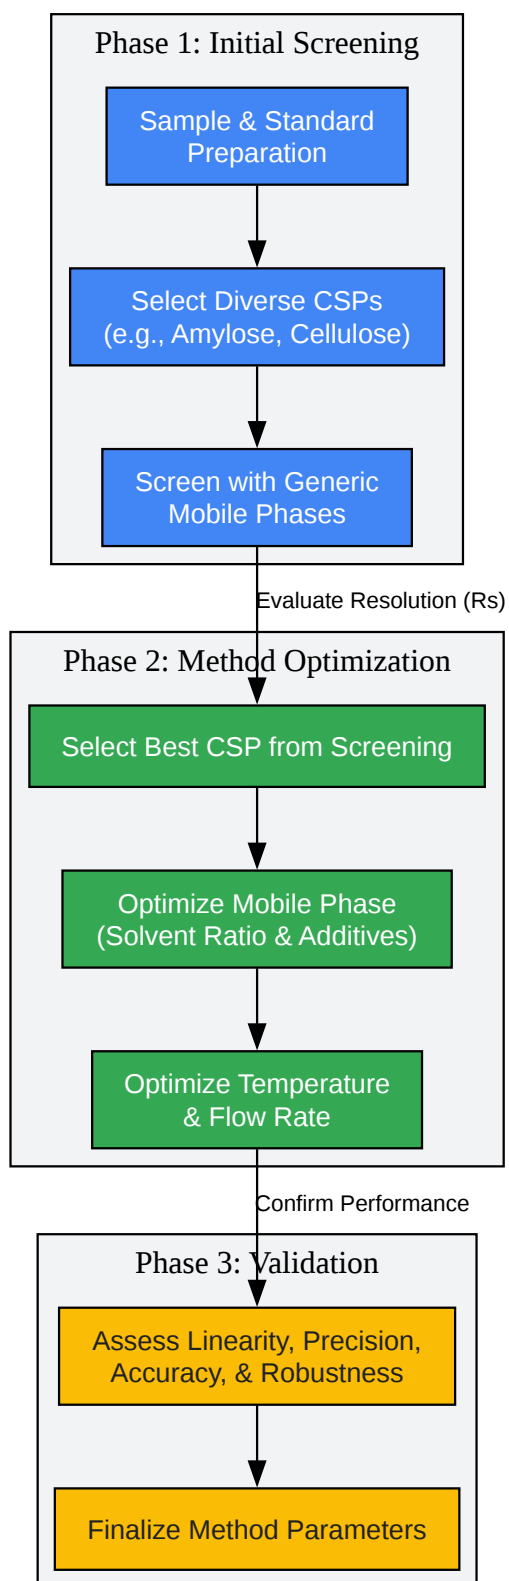 Phase 1: Initial Screening
Sample & Standard
Preparation
Select Diverse CSPs
(e.g., Amylose, Cellulose)
Screen with Generic
Mobile Phases
Evaluate Resolution (Rs)
Phase 2: Method Optimization
Select Best CSP from Screening
Optimize Mobile Phase
(Solvent Ratio & Additives)
Optimize Temperature
& Flow Rate
Confirm Performance
Phase 3: Validation
Assess Linearity, Precision,
Accuracy, & Robustness
Finalize Method Parameters